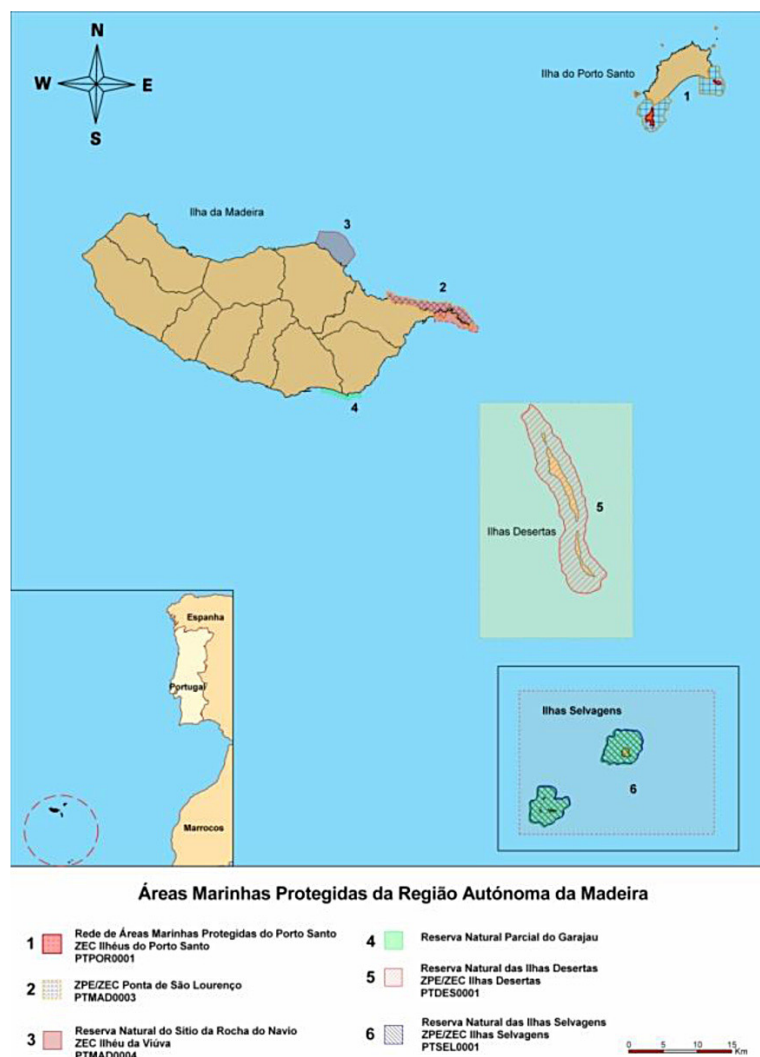 N
W E
S
Ilha do Porto Santo
1
Ilha da Madeira
3
2
4
5
Ilhas Desertas
Espanha
Portugal
Marrocos
Ilhas Selvagens
6
Áreas Marinhas Protegidas da Região Autónoma da Madeira
1 Rede de Áreas Marinhas Protegidas do Porto Santo
ZEC Ilhéus do Porto Santo
PTPOR0001
2 ZPE/ZEC Ponta de São Lourenço
PTMAD0003
3 Reserva Natural do Sítio da Rocha do Navio
ZEC Ilhéu da Viúva
PTMAD0004
4 Reserva Natural Parcial do Garajau
5 Reserva Natural das Ilhas Desertas
ZPE/ZEC Ilhas Desertas
PTDES0001
6 Reserva Natural das Ilhas Selvagens
ZPE/ZEC Ilhas Selvagens
PTSEL0001
0 5 10 15
Km